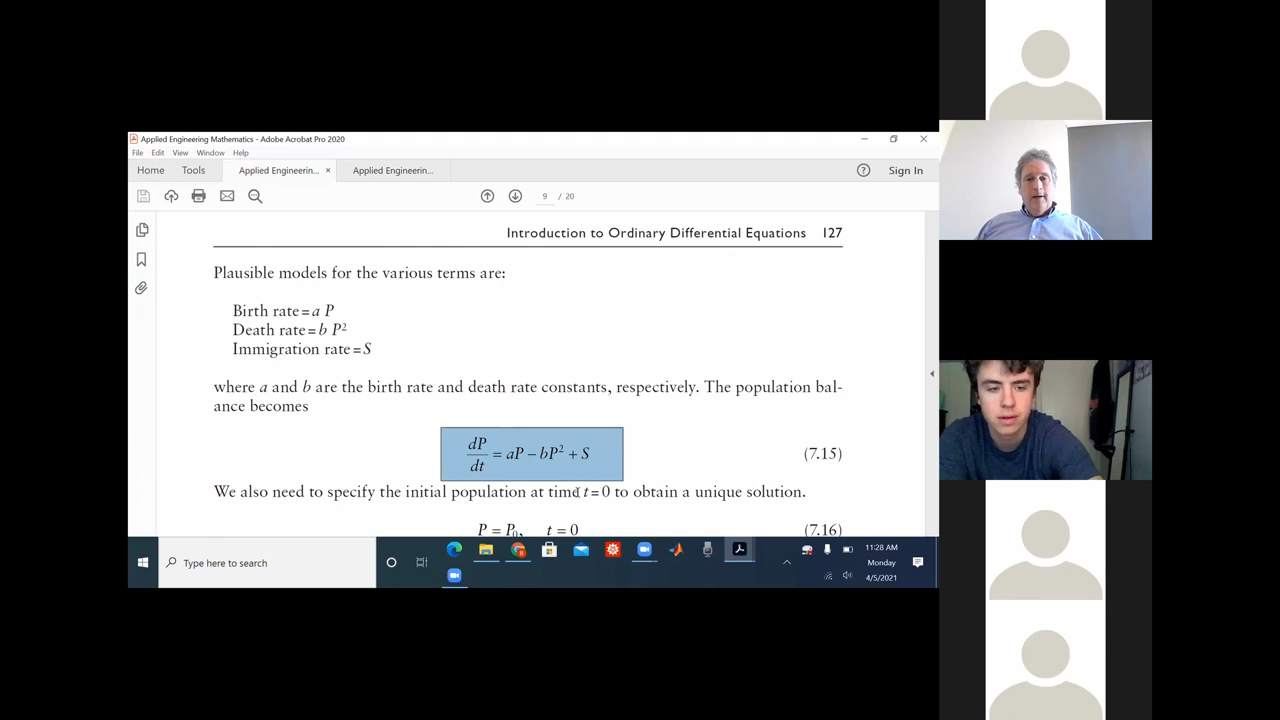 Applied Engineering Mathematics - Adobe Acrobat Pro 2020
File Edit View Window Help
Home Tools Applied Engineerin... × Applied Engineerin... Sign In
9 / 20
Introduction to Ordinary Differential Equations 127
Plausible models for the various terms are:
Birth rate = a P
Death rate = b P²
Immigration rate = S
where a and b are the birth rate and death rate constants, respectively. The population bal-
ance becomes
dP/dt = aP − bP² + S (7.15)
We also need to specify the initial population at time t = 0 to obtain a unique solution.
P = P₀, t = 0 (7.16)
Type here to search
11:28 AM
Monday
4/5/2021